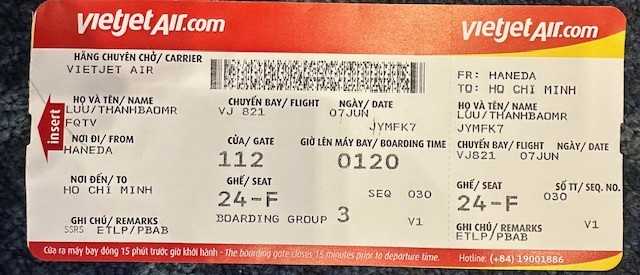 vietjetAir.com
HÃNG CHUYÊN CHỞ/ CARRIER
VIETJET AIR
HỌ VÀ TÊN/ NAME
LUU/THANHBAOMR
FQTV
CHUYẾN BAY/ FLIGHT
VJ 821
NGÀY/ DATE
07JUN
JYMFK7
NƠI ĐI/ FROM
HANEDA
CỬA/ GATE
112
GIỜ LÊN MÁY BAY/ BOARDING TIME
0120
NƠI ĐẾN/ TO
HO CHI MINH
GHẾ/ SEAT
24-F
SEQ 030
GHI CHÚ/ REMARKS
SSRS ETLP/PBAB
BOARDING GROUP 3
V1
insert
Cửa ra máy bay đóng 15 phút trước giờ khởi hành - The boarding gate closes 15 minutes prior to departure time.
vietjetAir.com
FR: HANEDA
TO: HO CHI MINH
HỌ VÀ TÊN/ NAME
LUU/THANHBAOMR
JYMFK7
CHUYẾN BAY/ FLIGHT NGÀY/ DATE
VJ821 07JUN
GHẾ/ SEAT SỐ TT/ SEQ. NO.
24-F 030
GHI CHÚ/ REMARKS V1
ETLP/PBAB
Hotline: (+84) 19001886